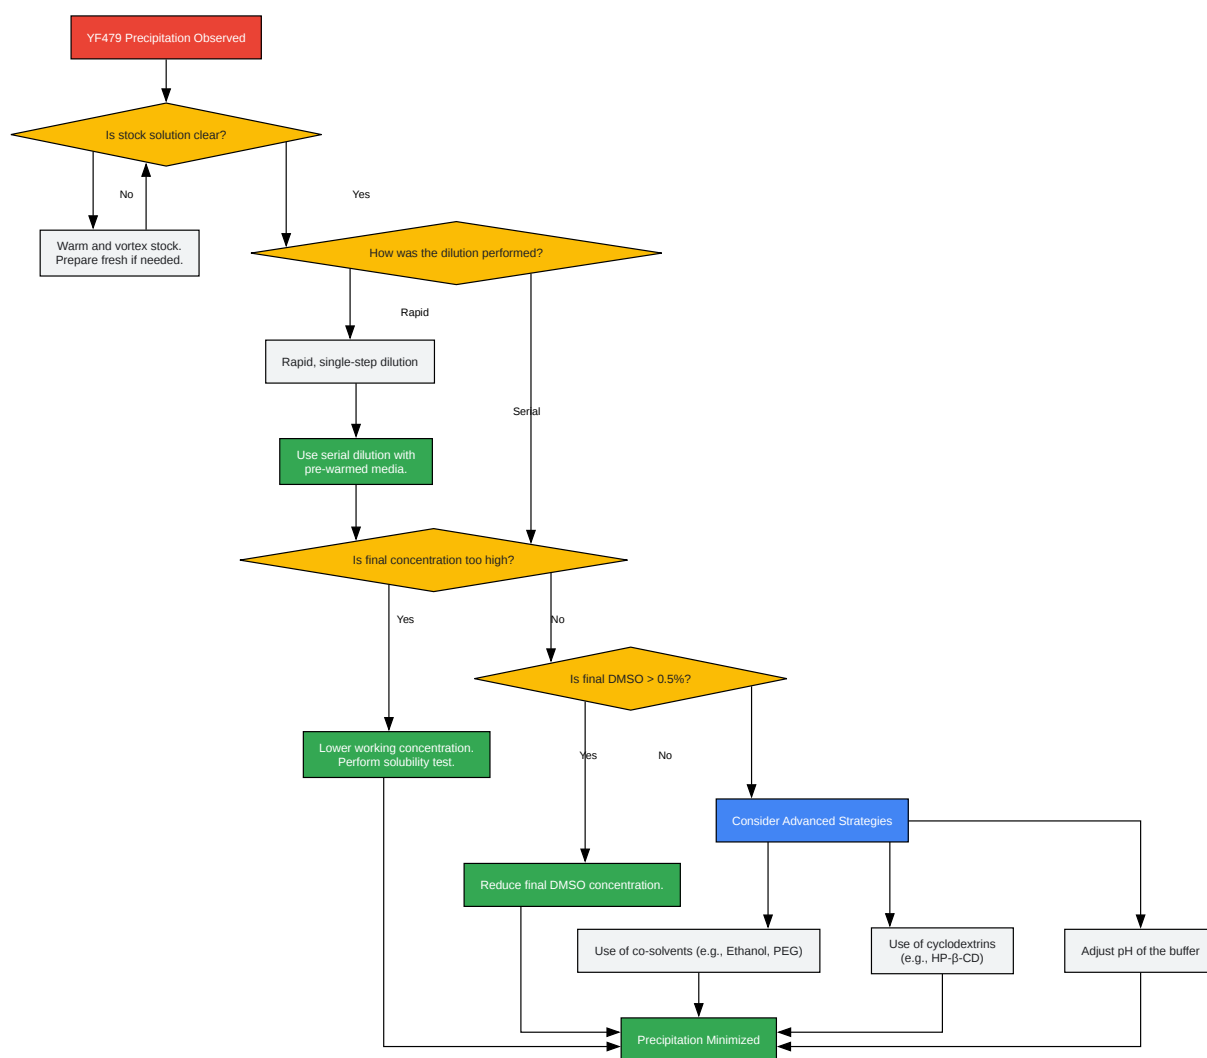 YF479 Precipitation Observed
Is stock solution clear?
No
Yes
Warm and vortex stock.
Prepare fresh if needed.
How was the dilution performed?
Rapid
Rapid, single-step dilution
Serial
Use serial dilution with
pre-warmed media.
Is final concentration too high?
Yes
No
Is final DMSO > 0.5%?
Lower working concentration.
Perform solubility test.
Yes
No
Consider Advanced Strategies
Reduce final DMSO concentration.
Use of co-solvents (e.g., Ethanol, PEG)
Use of cyclodextrins
(e.g., HP-β-CD)
Adjust pH of the buffer
Precipitation Minimized